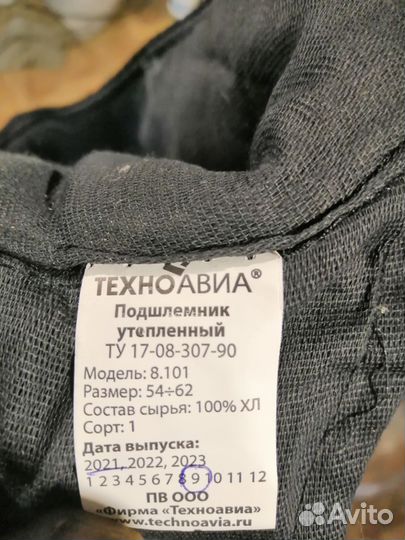 ТЕХНОАВИА®
Подшлемник
утепленный
ТУ 17-08-307-90
Модель: 8.101
Размер: 54÷62
Состав сырья: 100% ХЛ
Сорт: 1
Дата выпуска:
2021, 2022, 2023
1 2 3 4 5 6 7 8 9 10 11 12
ПВ ООО
«Фирма "Техноавиа»
www.technoavia.ru
Avito